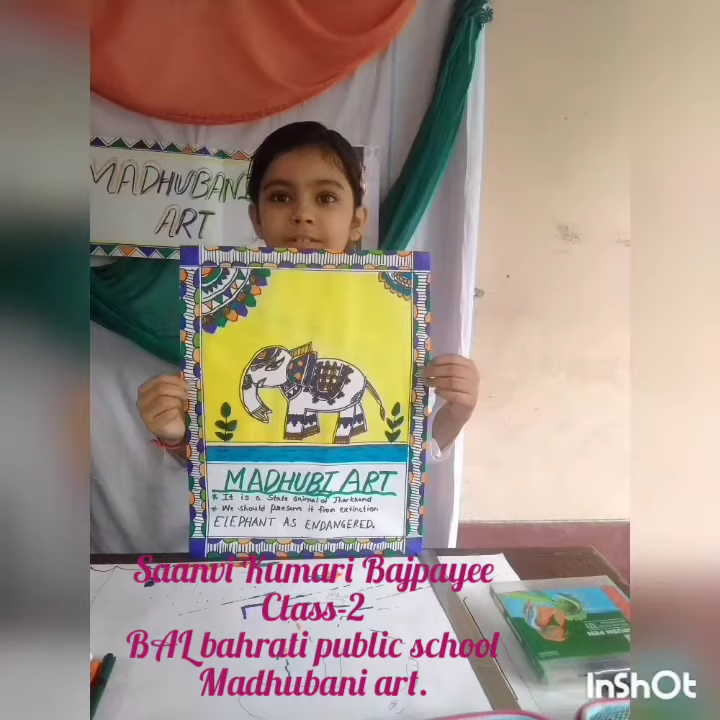 MADHUBANI
ART
MADHUBI ART
* It is a State animal of Jharkhand
* We should Preserve it from extinction
ELEPHANT AS ENDANGERED.
Saanvi Kumari Bajpayee
Class-2
BAL bahrati public school
Madhubani art.
InShOt